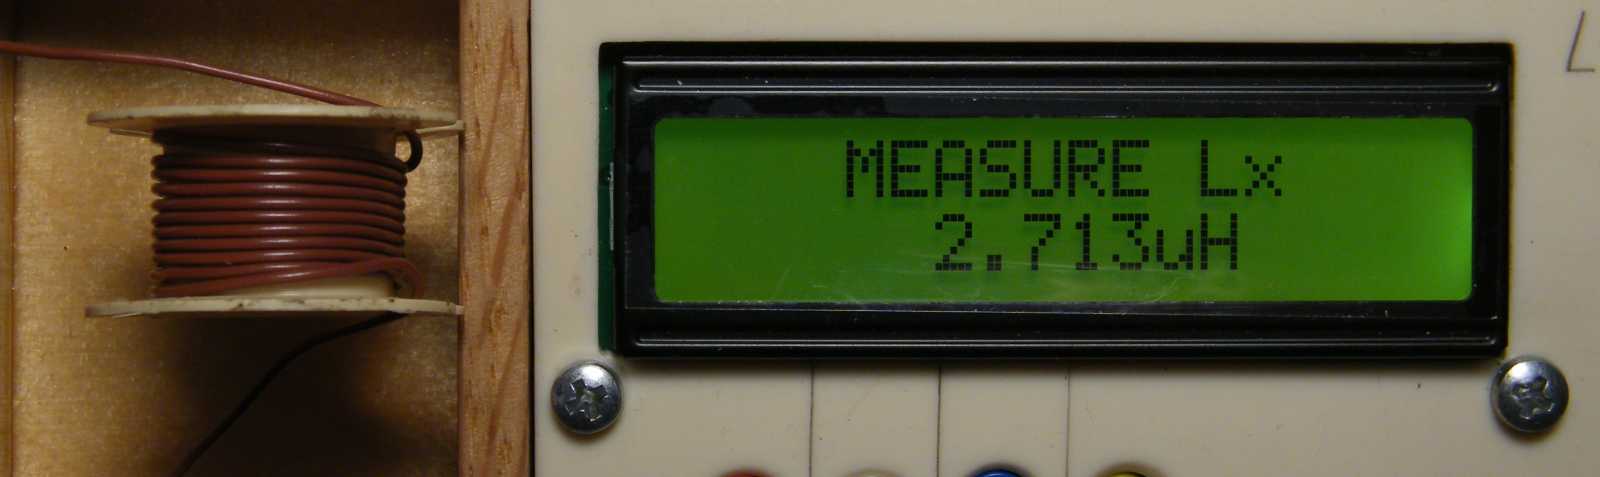 MEASURE Lx
2.713uH
L